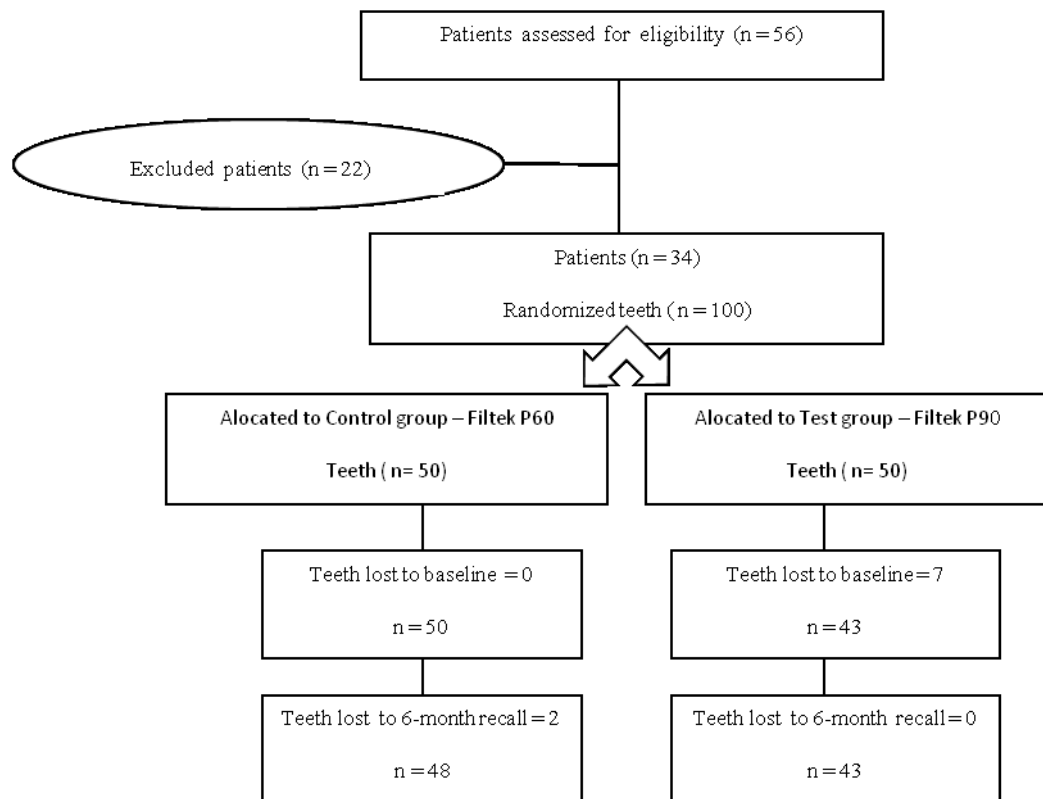 Patients assessed for eligibility (n=56)
Excluded patients (n=22)
Patients (n=34)
Randomized teeth (n=100)
Alocated to Control group – Filtek P60
Teeth ( n= 50)
Alocated to Test group – Filtek P90
Teeth ( n= 50)
Teeth lost to baseline =0
n=50
Teeth lost to baseline=7
n=43
Teeth lost to 6-month recall=2
n=48
Teeth lost to 6-month recall=0
n=43